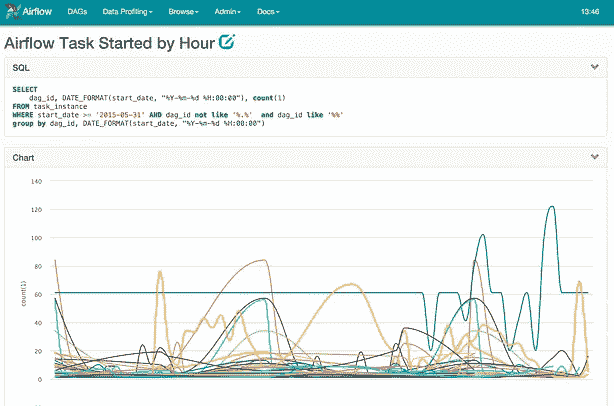 Airflow DAGs Data Profiling Browse Admin Docs 13:46
Airflow Task Started by Hour
SQL
SELECT
dag_id, DATE_FORMAT(start_date, "%Y-%m-%d %H:00:00"), count(1)
FROM task_instance
WHERE start_date >= '2015-05-31' AND dag_id not like '%.%' and dag_id like '%%'
group by dag_id, DATE_FORMAT(start_date, "%Y-%m-%d %H:00:00")
Chart
140
120
100
80
60
40
20
0
count(1)